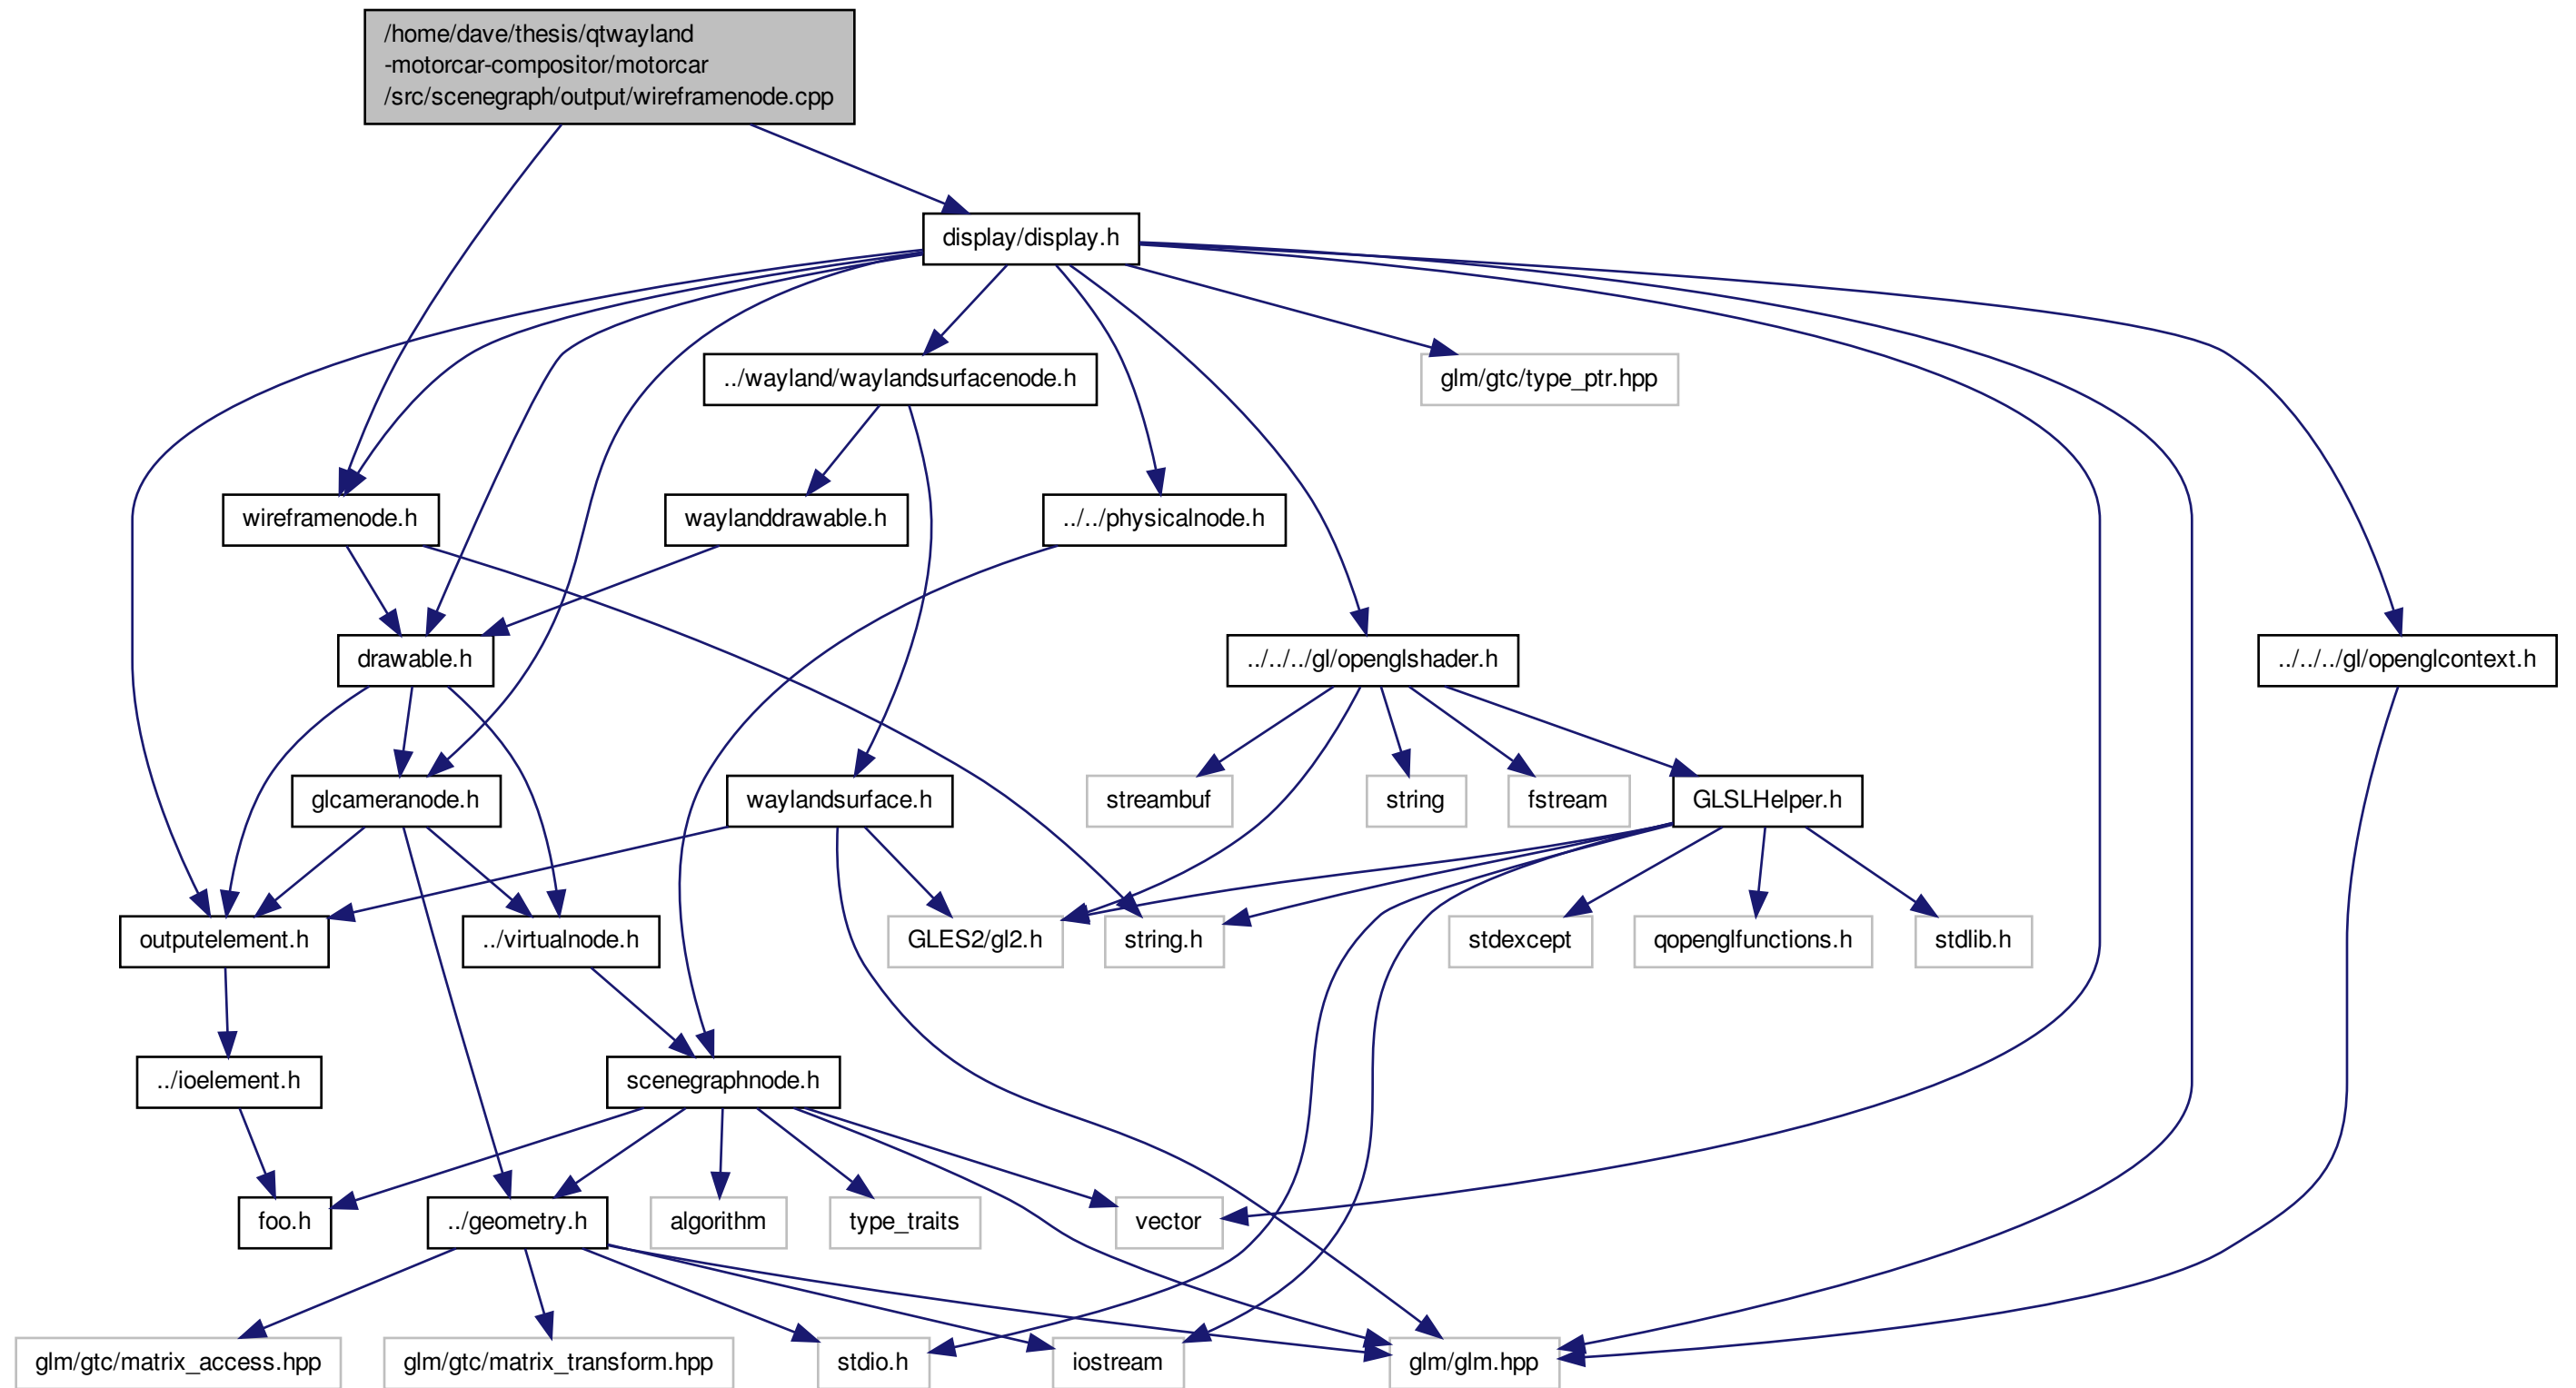 /home/dave/thesis/qtwayland
-motorcar-compositor/motorcar
/src/scenegraph/output/wireframenode.cpp
display/display.h
../wayland/waylandsurfacenode.h
glm/gtc/type_ptr.hpp
wireframenode.h
waylanddrawable.h
../../physicalnode.h
drawable.h
../../../gl/openglshader.h
../../../gl/openglcontext.h
glcameranode.h
waylandsurface.h
streambuf
string
fstream
GLSLHelper.h
outputelement.h
../virtualnode.h
GLES2/gl2.h
string.h
stdexcept
qopenglfunctions.h
stdlib.h
../ioelement.h
scenegraphnode.h
foo.h
../geometry.h
algorithm
type_traits
vector
glm/gtc/matrix_access.hpp
glm/gtc/matrix_transform.hpp
stdio.h
iostream
glm/glm.hpp